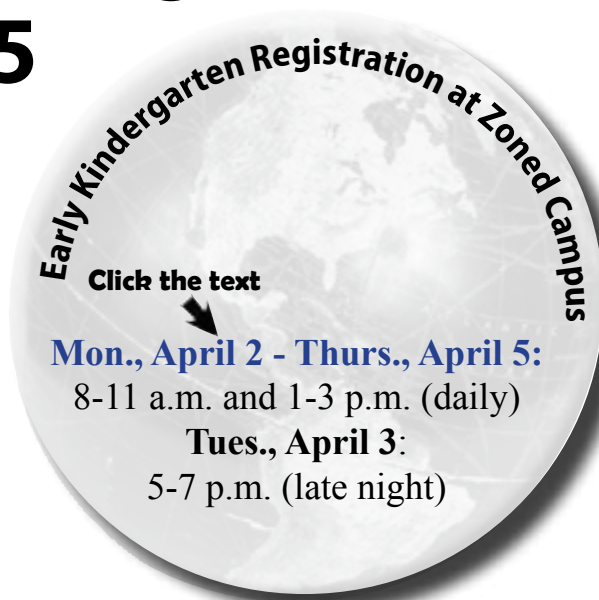 5
Early Kindergarten Registration at Zoned Campus
Click the text
Mon., April 2 - Thurs., April 5:
8-11 a.m. and 1-3 p.m. (daily)
Tues., April 3:
5-7 p.m. (late night)